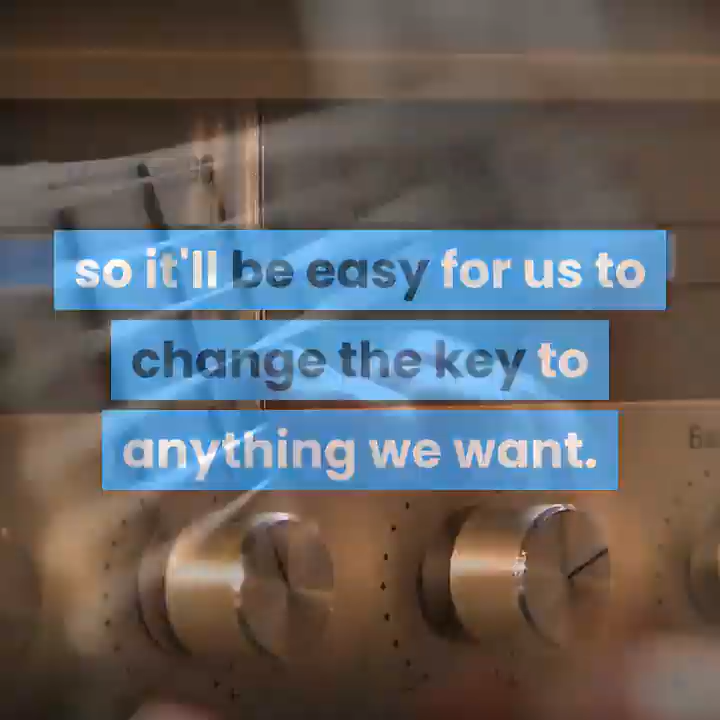 so it'll be easy for us to
change the key to
anything we want.